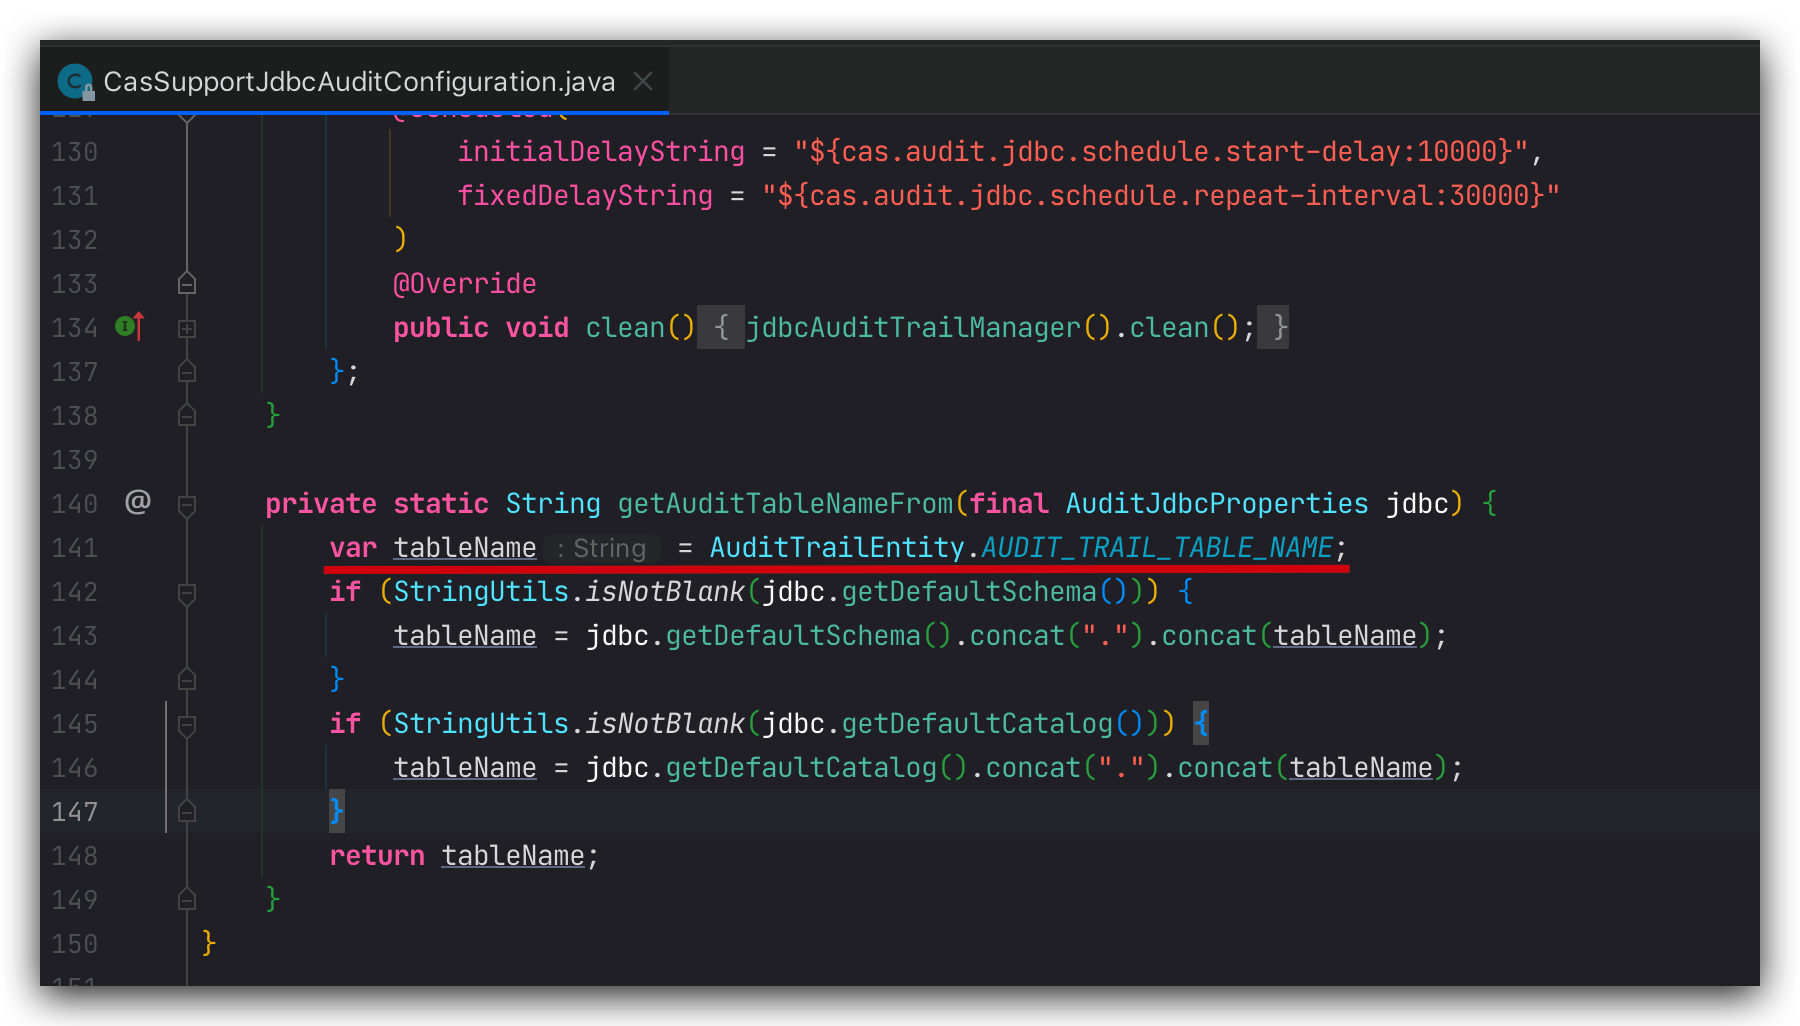 CasSupportJdbcAuditConfiguration.java
130 initialDelayString = "${cas.audit.jdbc.schedule.start-delay:10000}",
131 fixedDelayString = "${cas.audit.jdbc.schedule.repeat-interval:30000}"
132 )
133 @Override
134 public void clean() { jdbcAuditTrailManager().clean(); }
137 };
138 }
139
140 @ private static String getAuditTableNameFrom(final AuditJdbcProperties jdbc) {
141 var tableName : String = AuditTrailEntity.AUDIT_TRAIL_TABLE_NAME;
142 if (StringUtils.isNotBlank(jdbc.getDefaultSchema())) {
143 tableName = jdbc.getDefaultSchema().concat(".").concat(tableName);
144 }
145 if (StringUtils.isNotBlank(jdbc.getDefaultCatalog())) {
146 tableName = jdbc.getDefaultCatalog().concat(".").concat(tableName);
147 }
148 return tableName;
149 }
150 }